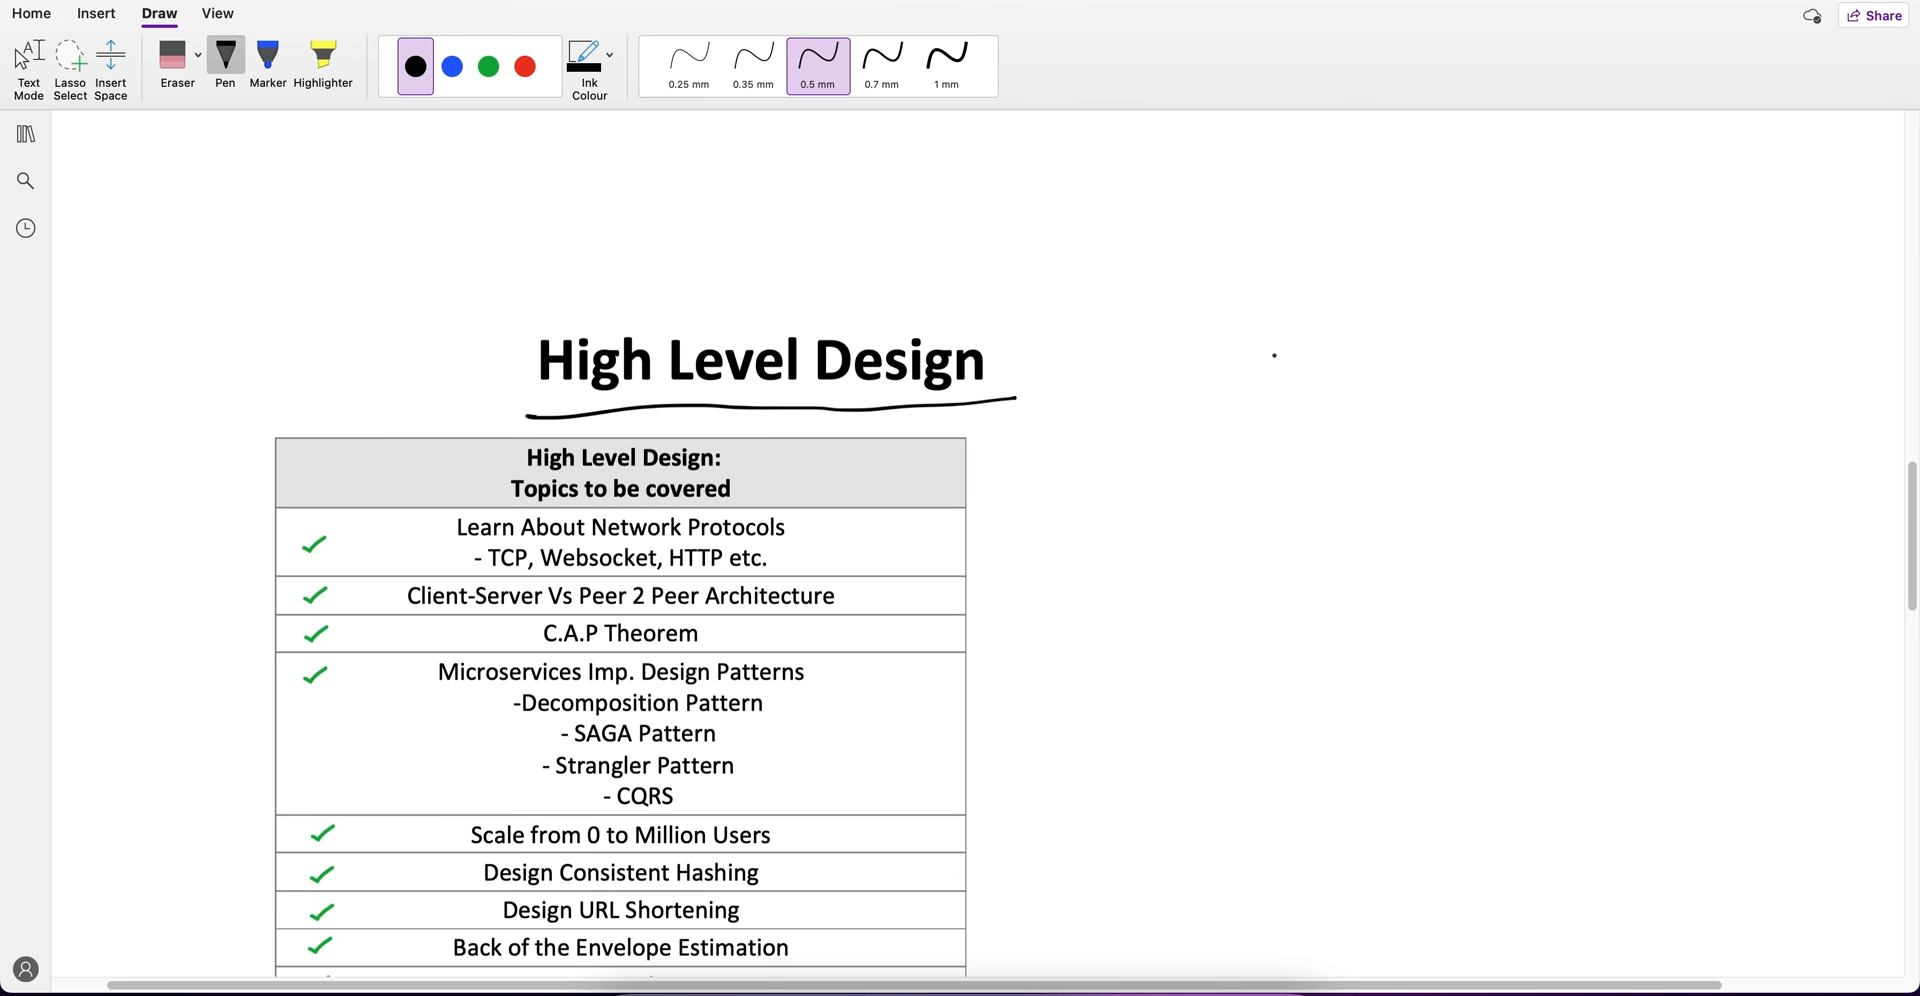 Home Insert Draw View
Share
Text Mode
Lasso Select
Insert Space
Eraser
Pen
Marker
Highlighter
Ink Colour
0.25 mm
0.35 mm
0.5 mm
0.7 mm
1 mm
High Level Design
High Level Design:
Topics to be covered
Learn About Network Protocols
- TCP, Websocket, HTTP etc.
Client-Server Vs Peer 2 Peer Architecture
C.A.P Theorem
Microservices Imp. Design Patterns
-Decomposition Pattern
- SAGA Pattern
- Strangler Pattern
- CQRS
Scale from 0 to Million Users
Design Consistent Hashing
Design URL Shortening
Back of the Envelope Estimation